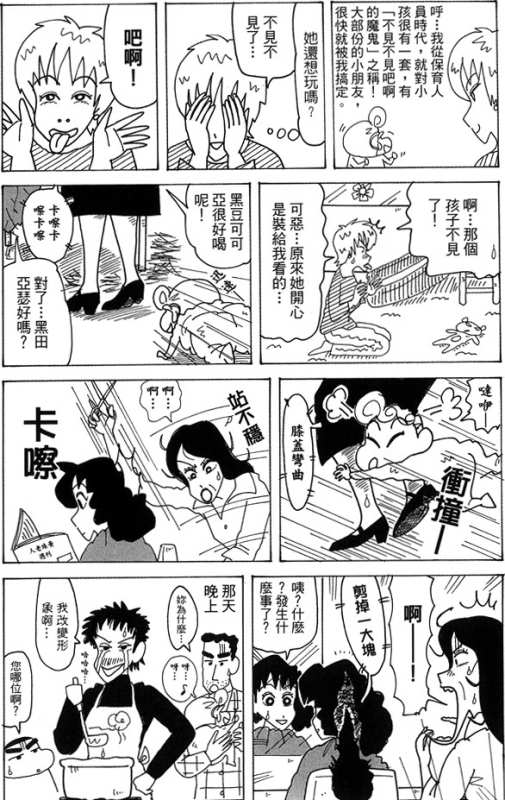 呼…我從保育人
員時代，就對小
孩很有一套，有
「不見不見吧啊
的魔鬼」之稱！
大部份的小朋友，
很快就被我搞定。
她還想玩嗎？
不見不
見了…
吧啊！
啊…那個
孩子不見
了！
可惡…原來她開心
是裝給我看的…
迅速
黑豆可可
亞很好喝
呢！
卡嚓卡
嚓卡嚓
對了…黑田
亞瑟好嗎？
噠咿
衝撞
膝蓋彎曲
站不穩
啊啊
……
卡嚓
啊——！
剪掉一大塊
咦？什麼
？發生什
麼事了？
那天
晚上
妳為什麼…
呀…
呀…♪
我改變形
象啊…
您哪位啊？